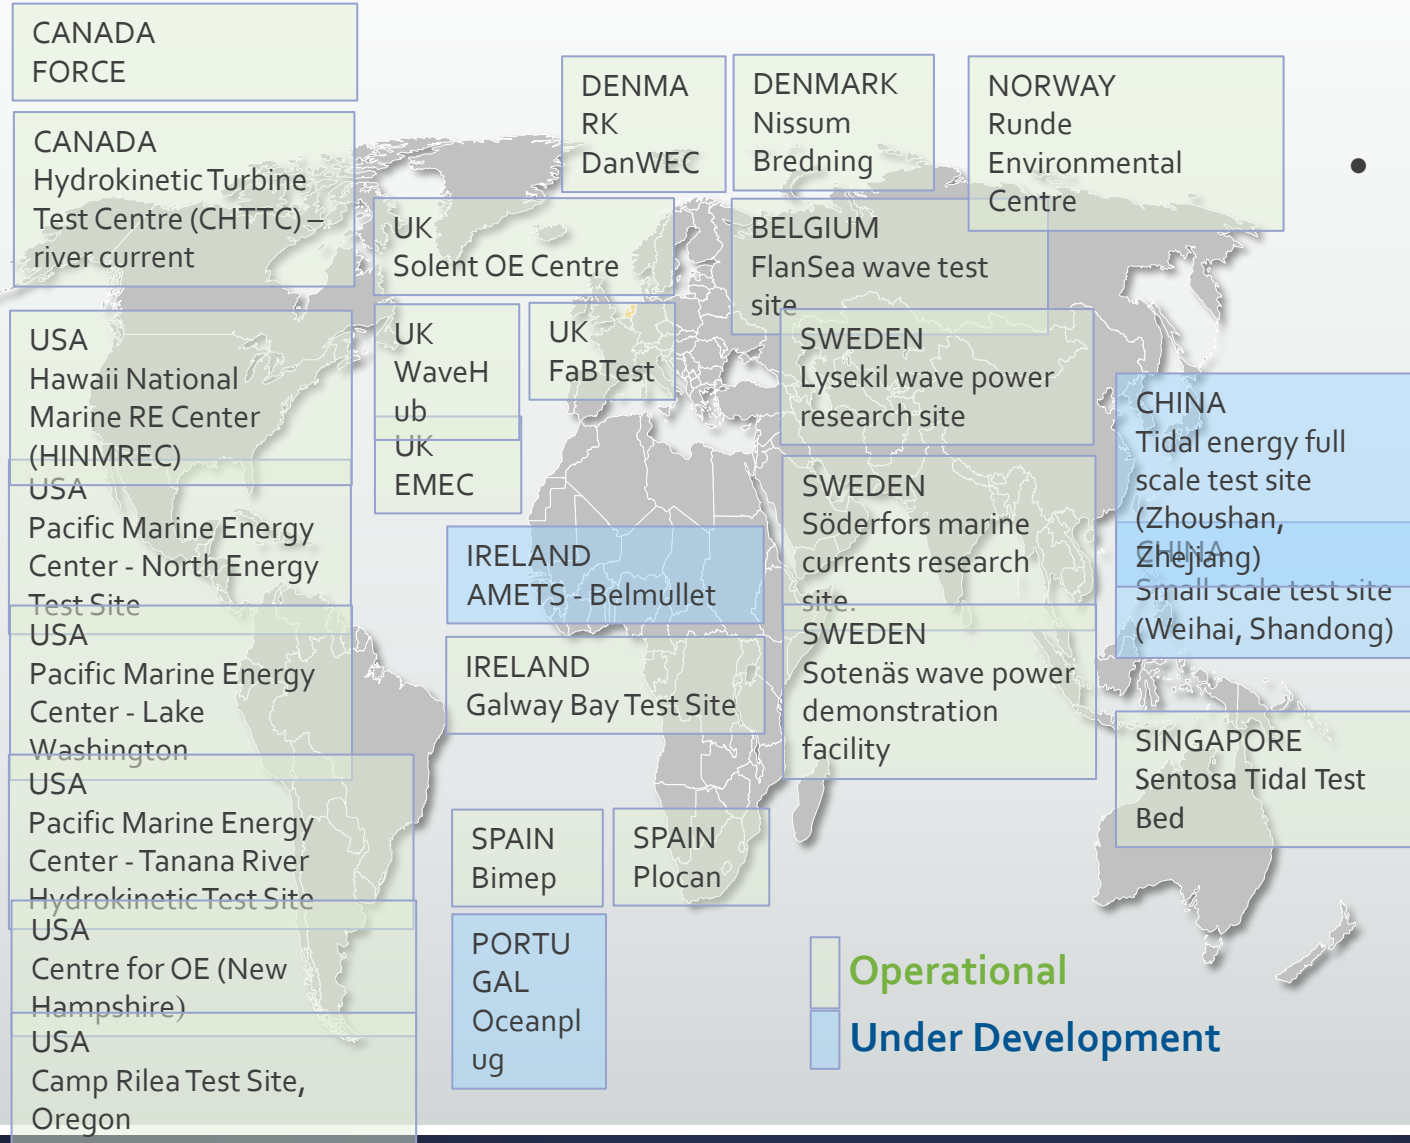 CANADA
FORCE
CANADA
Hydrokinetic Turbine
Test Centre (CHTTC) –
river current
USA
Hawaii National
Marine RE Center
(HINMREC)
USA
Pacific Marine Energy
Center - North Energy
Test Site
USA
Pacific Marine Energy
Center - Lake
Washington
USA
Pacific Marine Energy
Center - Tanana River
Hydrokinetic Test Site
USA
Centre for OE (New
Hampshire)
USA
Camp Rilea Test Site,
Oregon
UK
Solent OE Centre
UK
WaveH
ub
UK
EMEC
UK
FaBTest
IRELAND
AMETS - Belmullet
IRELAND
Galway Bay Test Site
SPAIN
Bimep
SPAIN
Plocan
PORTU
GAL
Oceanpl
ug
DENMA
RK
DanWEC
DENMARK
Nissum
Bredning
NORWAY
Runde
Environmental
Centre
•
BELGIUM
FlanSea wave test
site
SWEDEN
Lysekil wave power
research site
SWEDEN
Söderfors marine
currents research
site.
SWEDEN
Sotenäs wave power
demonstration
facility
CHINA
Tidal energy full
scale test site
(Zhoushan,
Zhejiang)
CHINA
Small scale test site
(Weihai, Shandong)
SINGAPORE
Sentosa Tidal Test
Bed
Operational
Under Development